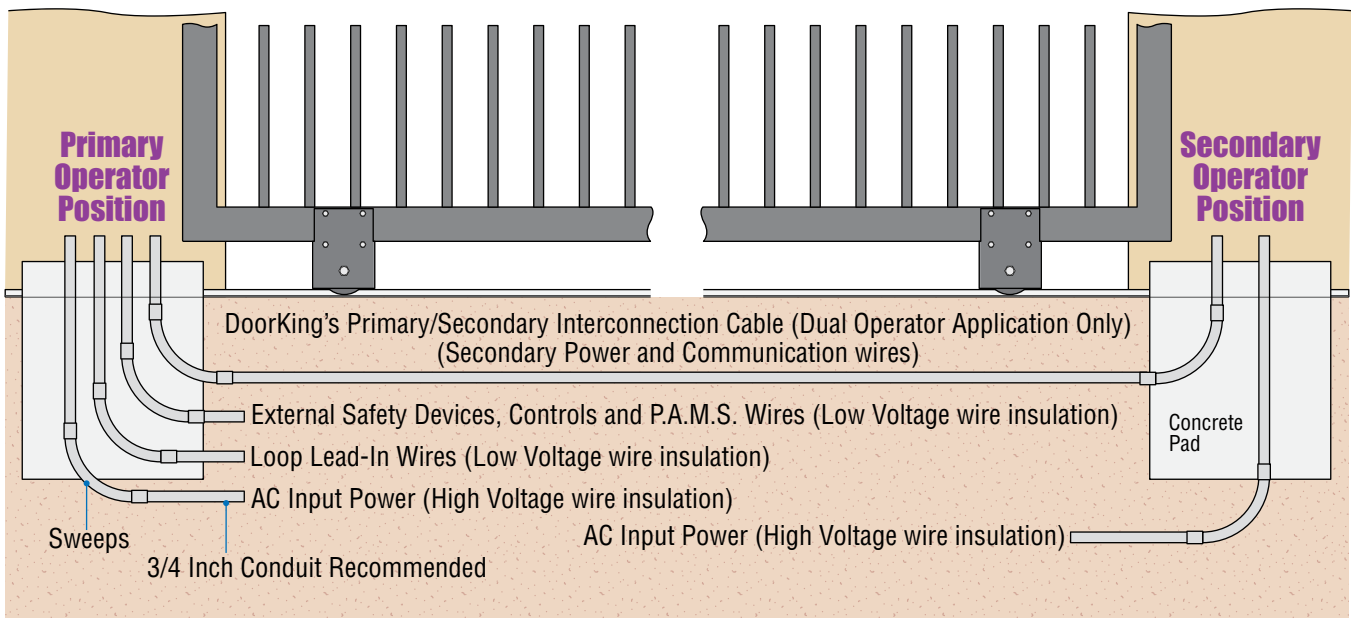 Primary
Operator
Position
Secondary
Operator
Position
DoorKing's Primary/Secondary Interconnection Cable (Dual Operator Application Only)
(Secondary Power and Communication wires)
External Safety Devices, Controls and P.A.M.S. Wires (Low Voltage wire insulation)
Concrete
Pad
Loop Lead-In Wires (Low Voltage wire insulation)
AC Input Power (High Voltage wire insulation)
Sweeps
AC Input Power (High Voltage wire insulation)
3/4 Inch Conduit Recommended